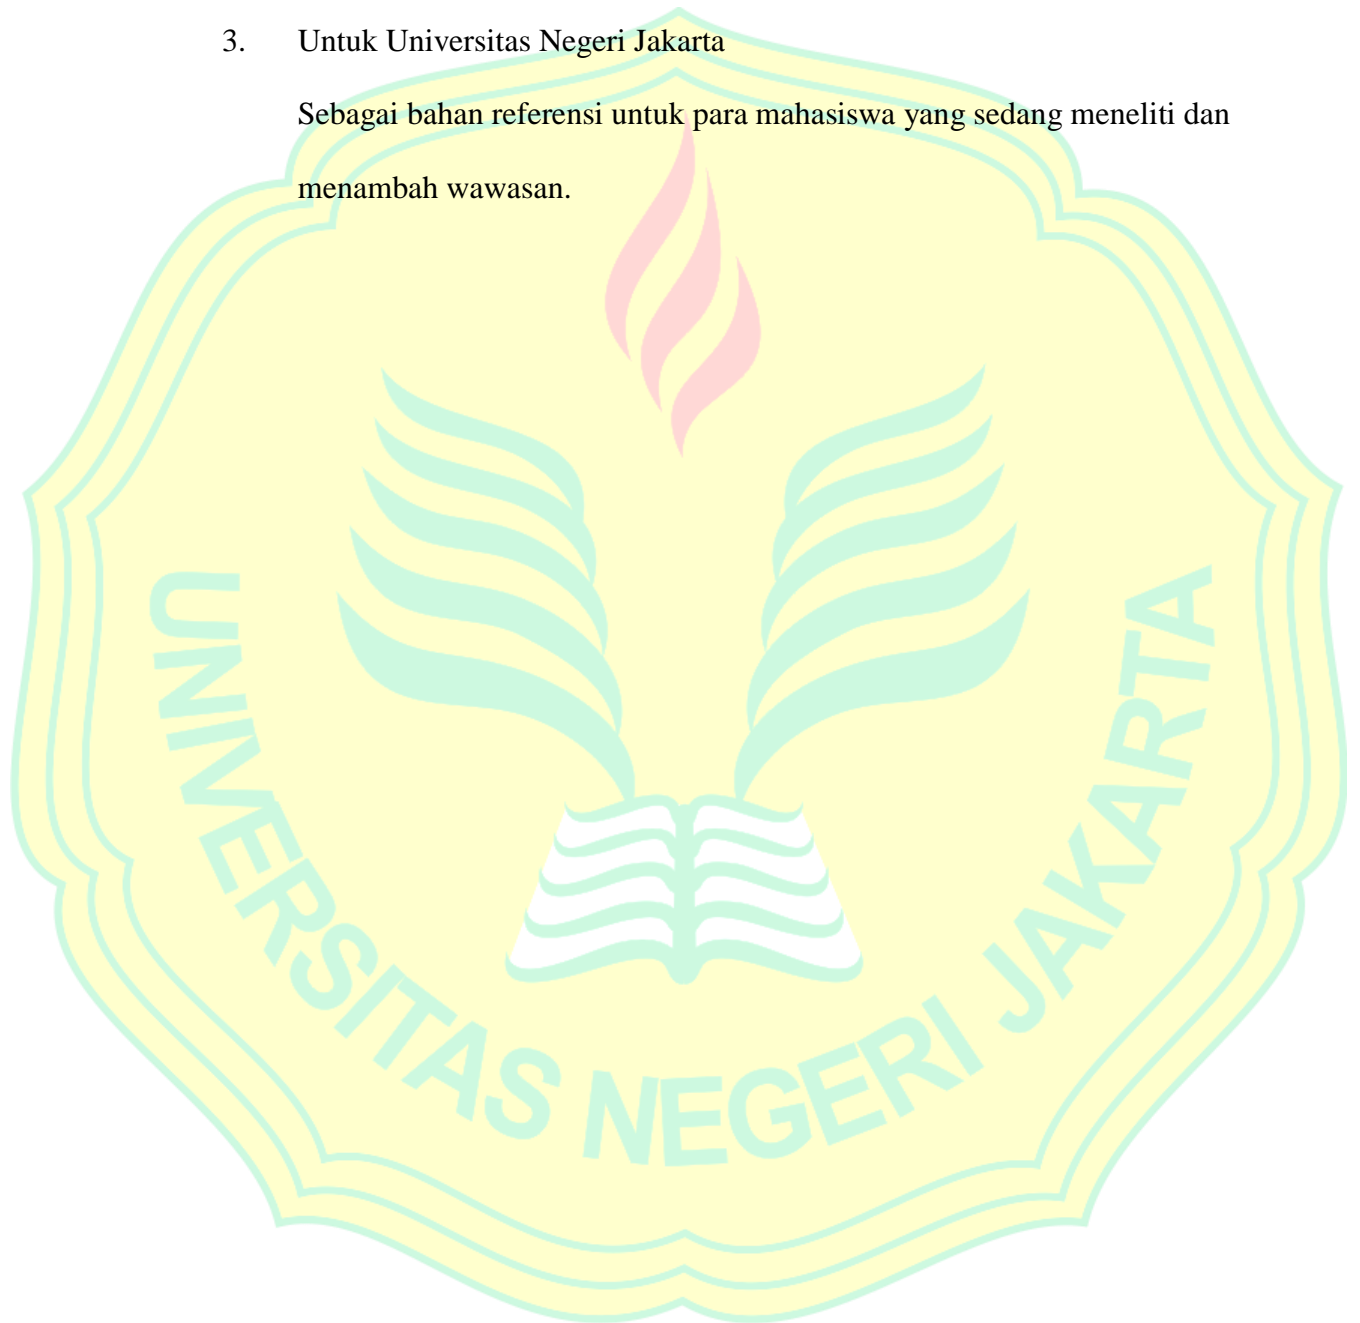 3. Untuk Universitas Negeri Jakarta
Sebagai bahan referensi untuk para mahasiswa yang sedang meneliti dan
menambah wawasan.
UNIVERSITAS NEGERI JAKARTA